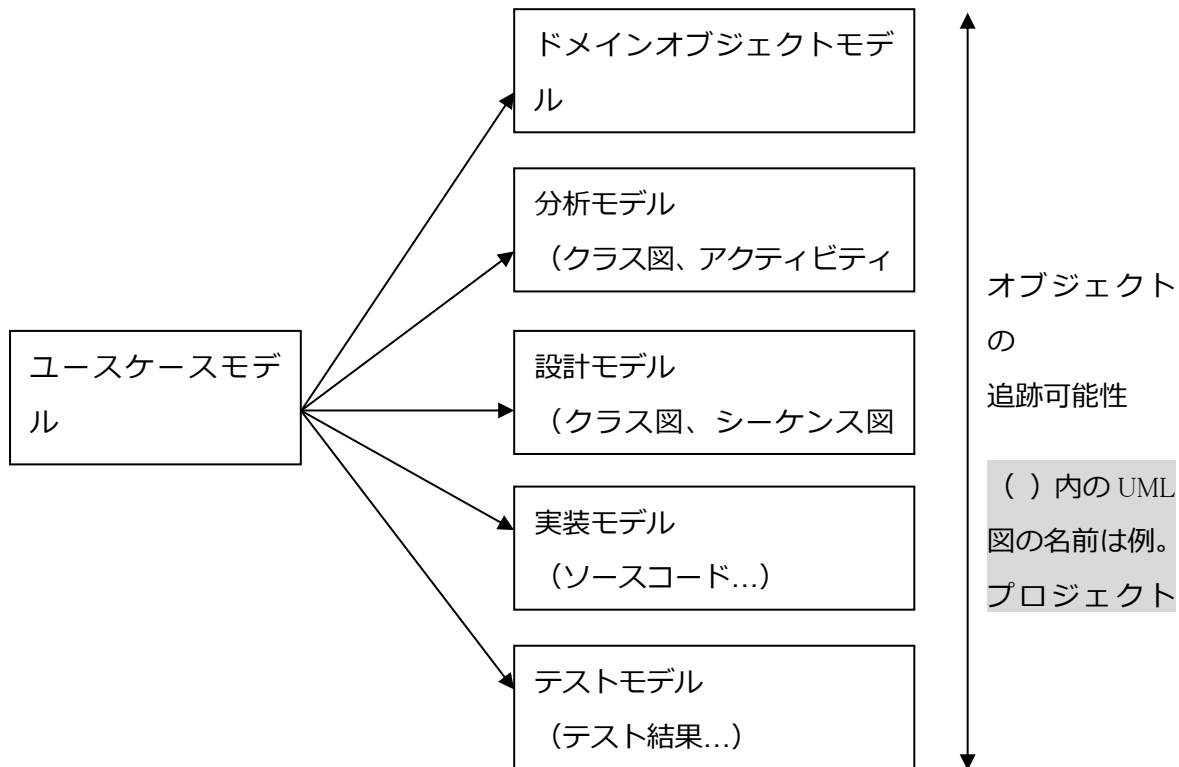 ドメインオブジェクトモデ
ル
分析モデル
（クラス図、アクティビティ
ユースケースモデ
ル
設計モデル
（クラス図、シーケンス図
実装モデル
（ソースコード…）
テストモデル
（テスト結果…）
オブジェクト
の
追跡可能性
（ ）内の UML
図の名前は例。
プロジェクト